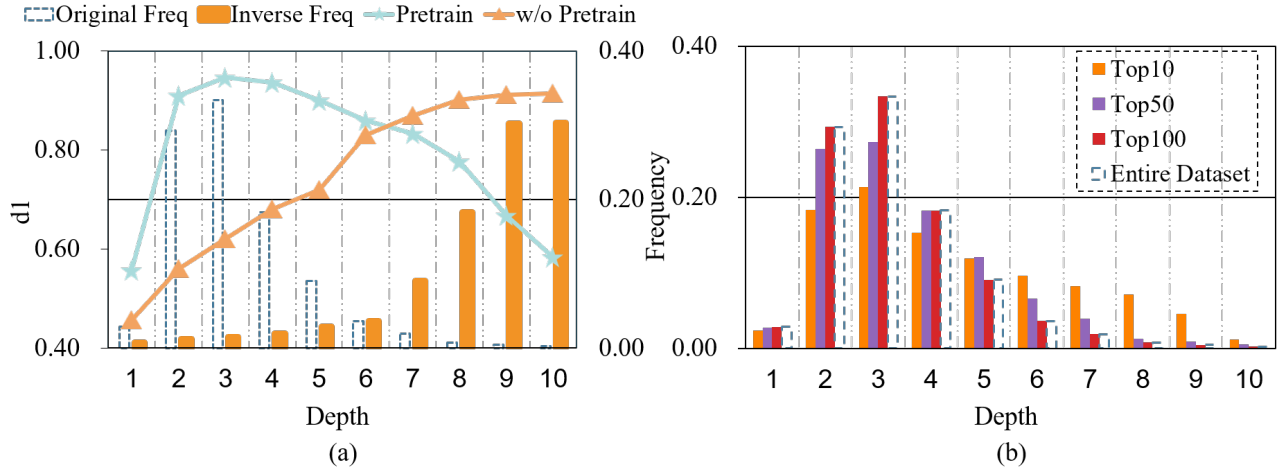 Original Freq Inverse Freq Pretrain w/o Pretrain
1.00
0.80
0.60
0.40
d1
0.40
0.20
0.00
Frequency
1 2 3 4 5 6 7 8 9 10
Depth
(a)
0.40
0.20
0.00
Top10
Top50
Top100
Entire Dataset
1 2 3 4 5 6 7 8 9 10
Depth
(b)